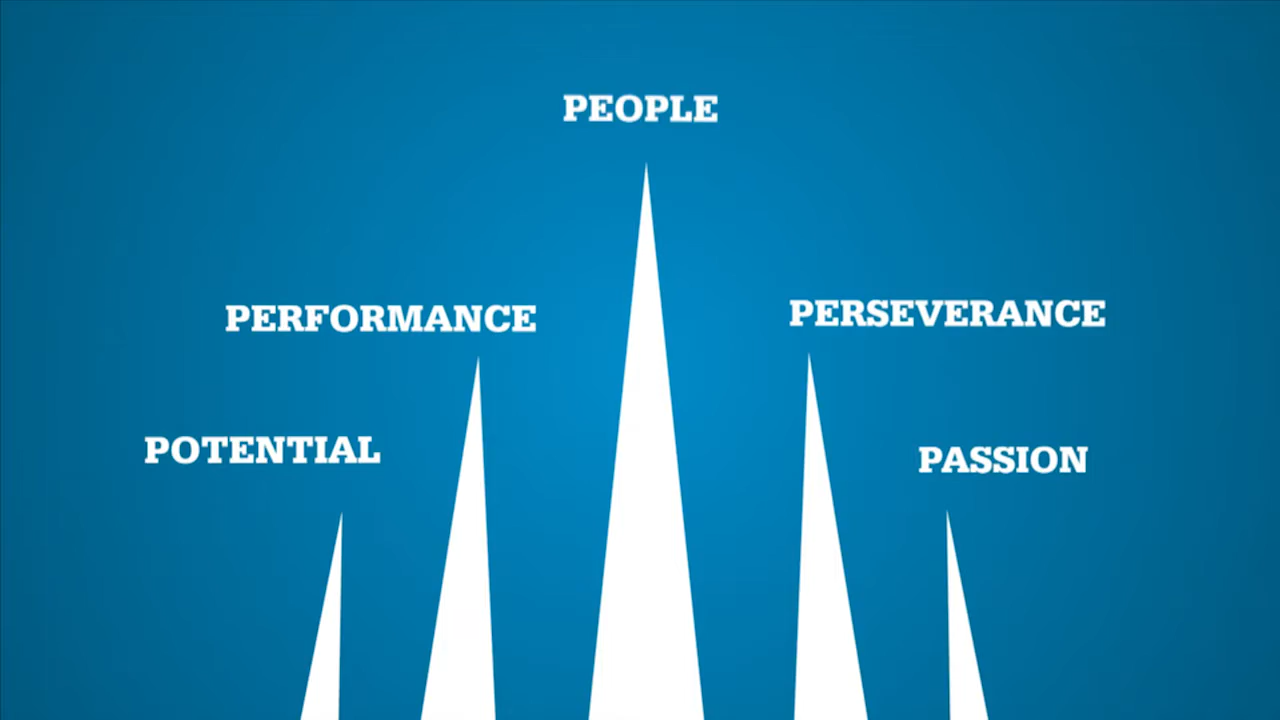 PEOPLE
PERFORMANCE
PERSEVERANCE
POTENTIAL
PASSION